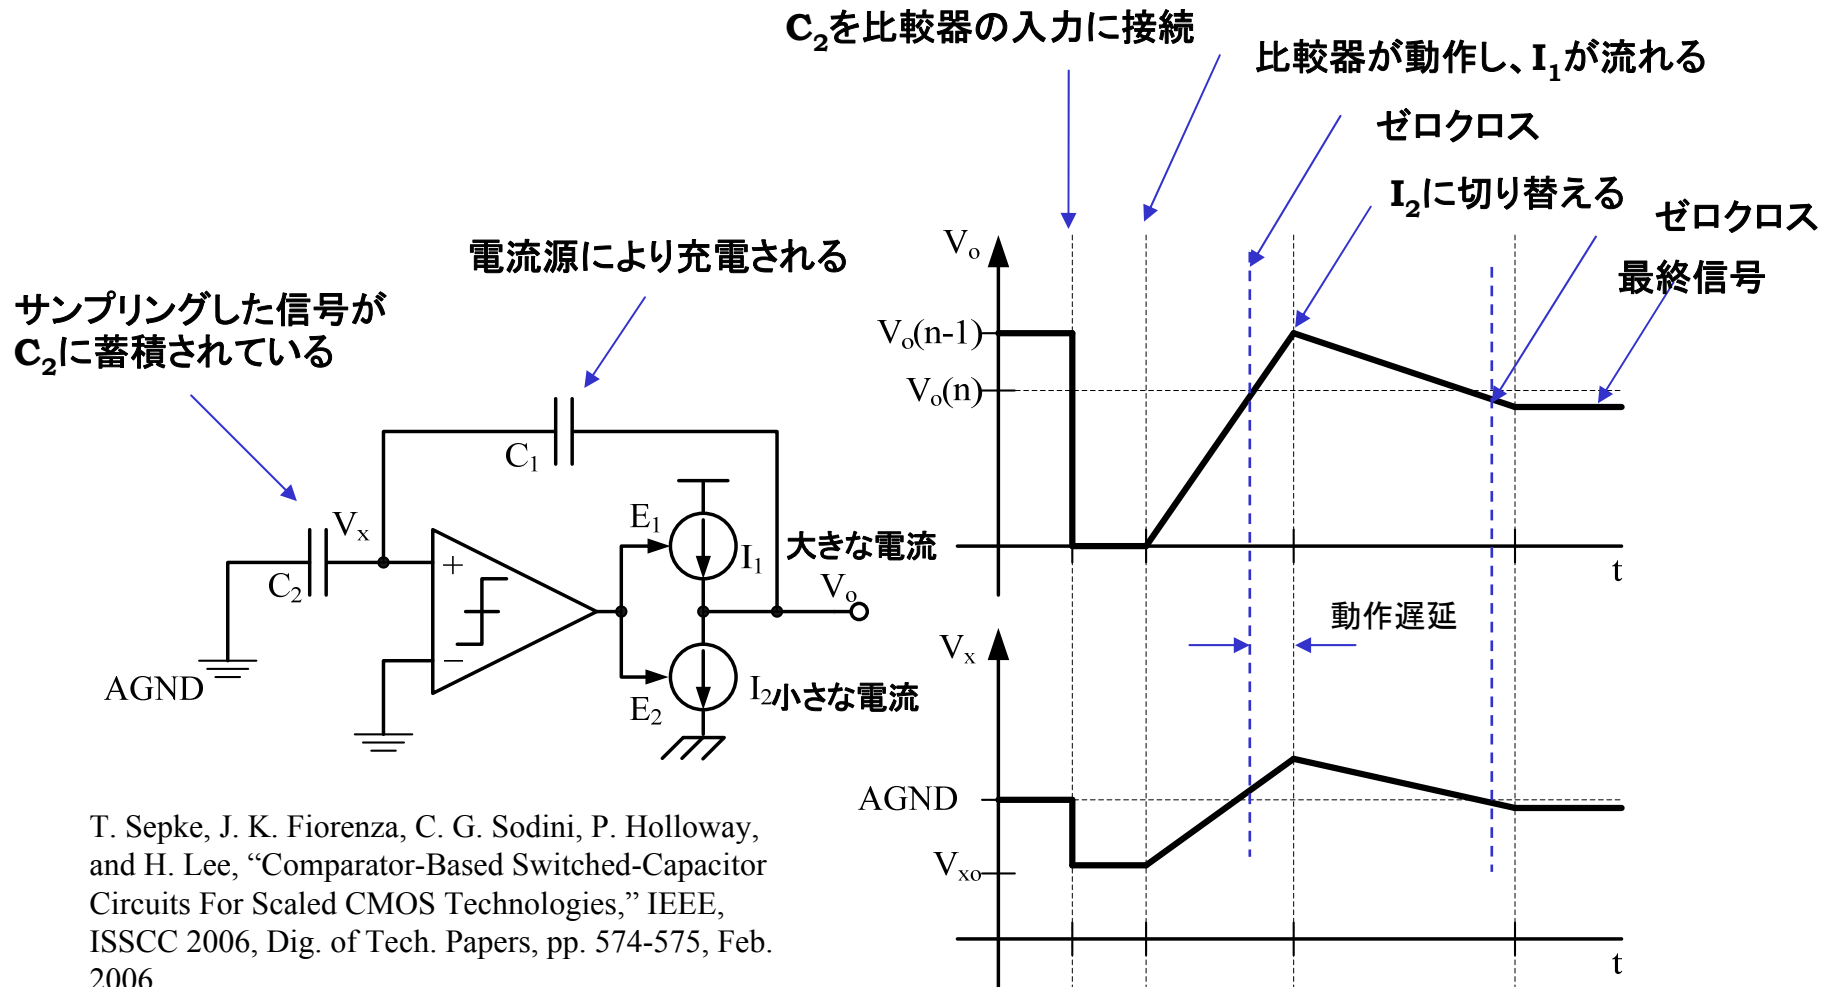 C₂を比較器の入力に接続
比較器が動作し、I₁が流れる
ゼロクロス
I₂に切り替える
ゼロクロス
最終信号
電流源により充電される
サンプリングした信号が
C₂に蓄積されている
C₁
C₂
Vₓ
+
−
AGND
E₁
I₁
大きな電流
Vₒ
E₂
I₂小さな電流
Vₒ
Vₒ(n-1)
Vₒ(n)
t
動作遅延
Vₓ
AGND
Vₓₒ
t
T. Sepke, J. K. Fiorenza, C. G. Sodini, P. Holloway,
and H. Lee, “Comparator-Based Switched-Capacitor
Circuits For Scaled CMOS Technologies,” IEEE,
ISSCC 2006, Dig. of Tech. Papers, pp. 574-575, Feb.
2006